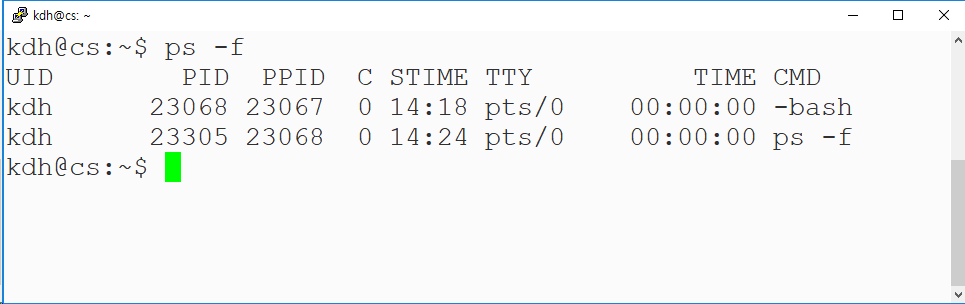 kdh@cs: ~
kdh@cs:~$ ps -f
UID        PID  PPID  C STIME TTY          TIME CMD
kdh      23068 23067  0 14:18 pts/0    00:00:00 -bash
kdh      23305 23068  0 14:24 pts/0    00:00:00 ps -f
kdh@cs:~$